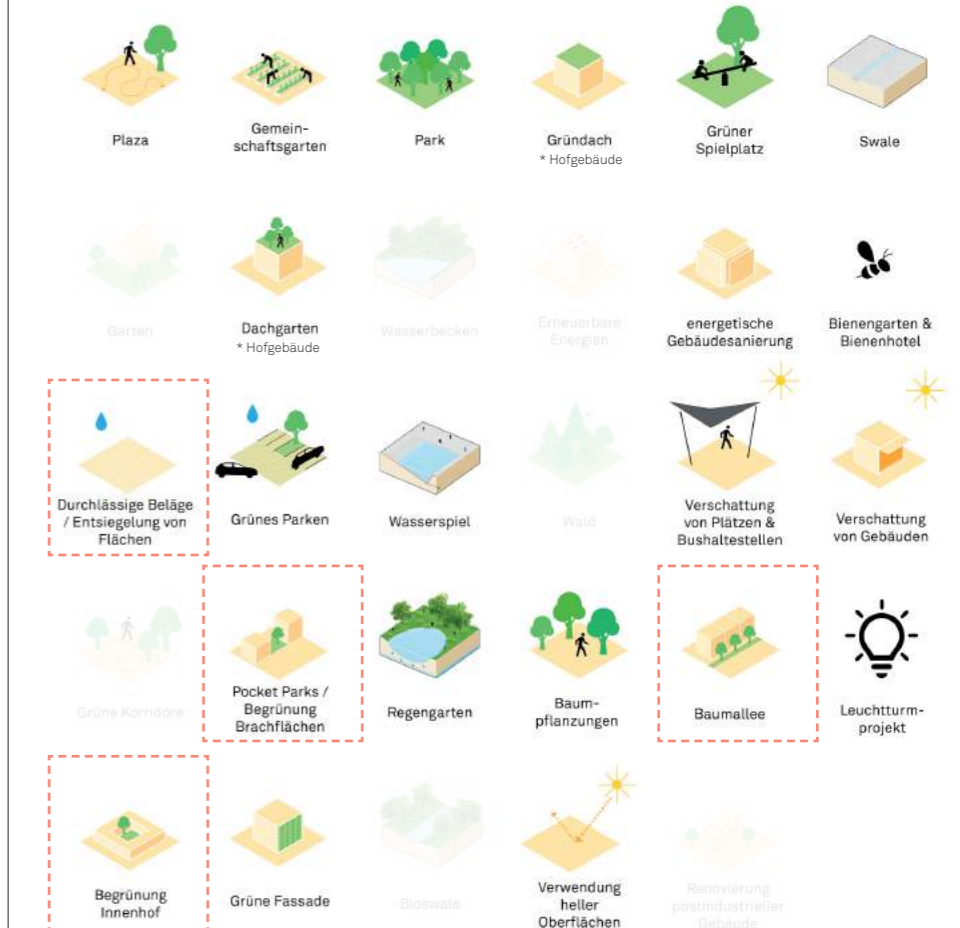 Plaza
Gemein-
schaftsgarten
Park
Gründach
* Hofgebäude
Grüner
Spielplatz
Swale
Garten
Dachgarten
* Hofgebäude
Wasserbecken
Erneuerbare
Energien
energetische
Gebäudesanierung
Bienengarten &
Bienenhotel
Durchlässige Beläge
/ Entsiegelung von
Flächen
Grünes Parken
Wasserspiel
Wald
Verschattung
von Plätzen &
Bushaltestellen
Verschattung
von Gebäuden
Grüne Korridore
Pocket Parks /
Begrünung
Brachflächen
Regengarten
Baum-
pflanzungen
Baumallee
Leuchtturm-
projekt
Begrünung
Innenhof
Grüne Fassade
Bioswale
Verwendung
heller
Oberflächen
Renovierung
postindustrieller
Gebäude